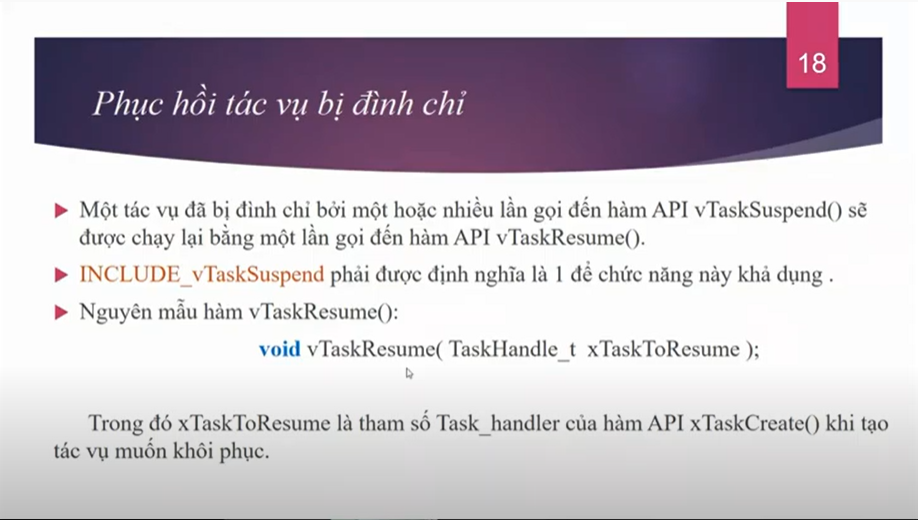 18
Phục hồi tác vụ bị đình chỉ
Một tác vụ đã bị đình chỉ bởi một hoặc nhiều lần gọi đến hàm API vTaskSuspend() sẽ
được chạy lại bằng một lần gọi đến hàm API vTaskResume().
INCLUDE_vTaskSuspend phải được định nghĩa là 1 để chức năng này khả dụng .
Nguyên mẫu hàm vTaskResume():
void vTaskResume( TaskHandle_t xTaskToResume );
Trong đó xTaskToResume là tham số Task_handler của hàm API xTaskCreate() khi tạo
tác vụ muốn khôi phục.